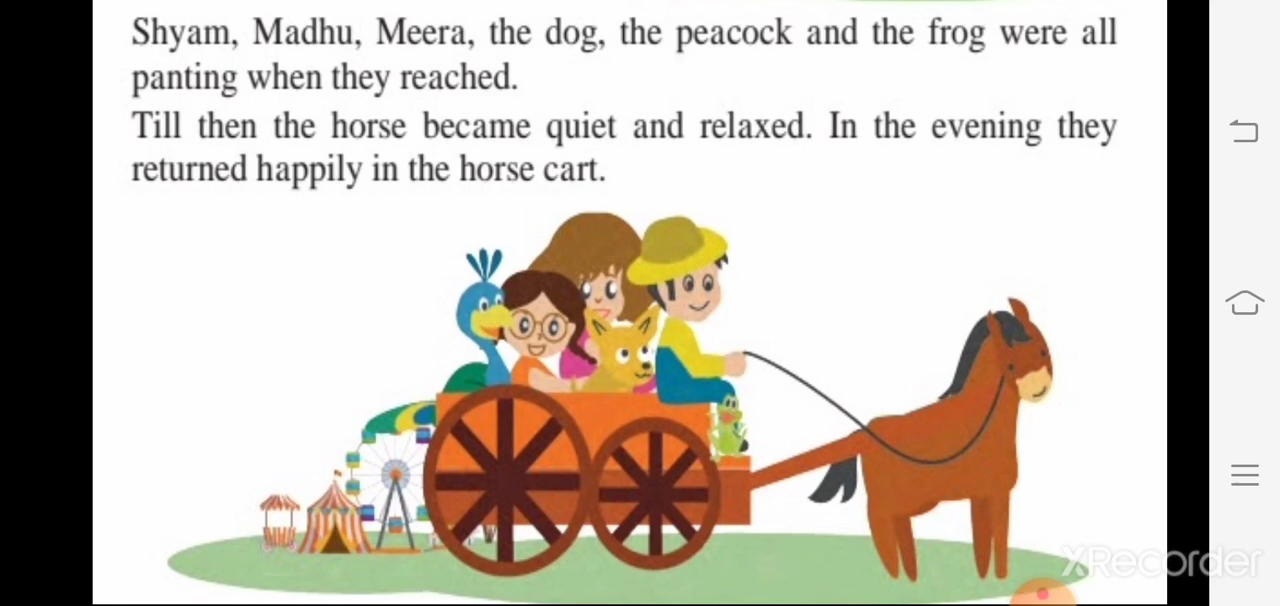 Shyam, Madhu, Meera, the dog, the peacock and the frog were all
panting when they reached.
Till then the horse became quiet and relaxed. In the evening they
returned happily in the horse cart.
XRecorder